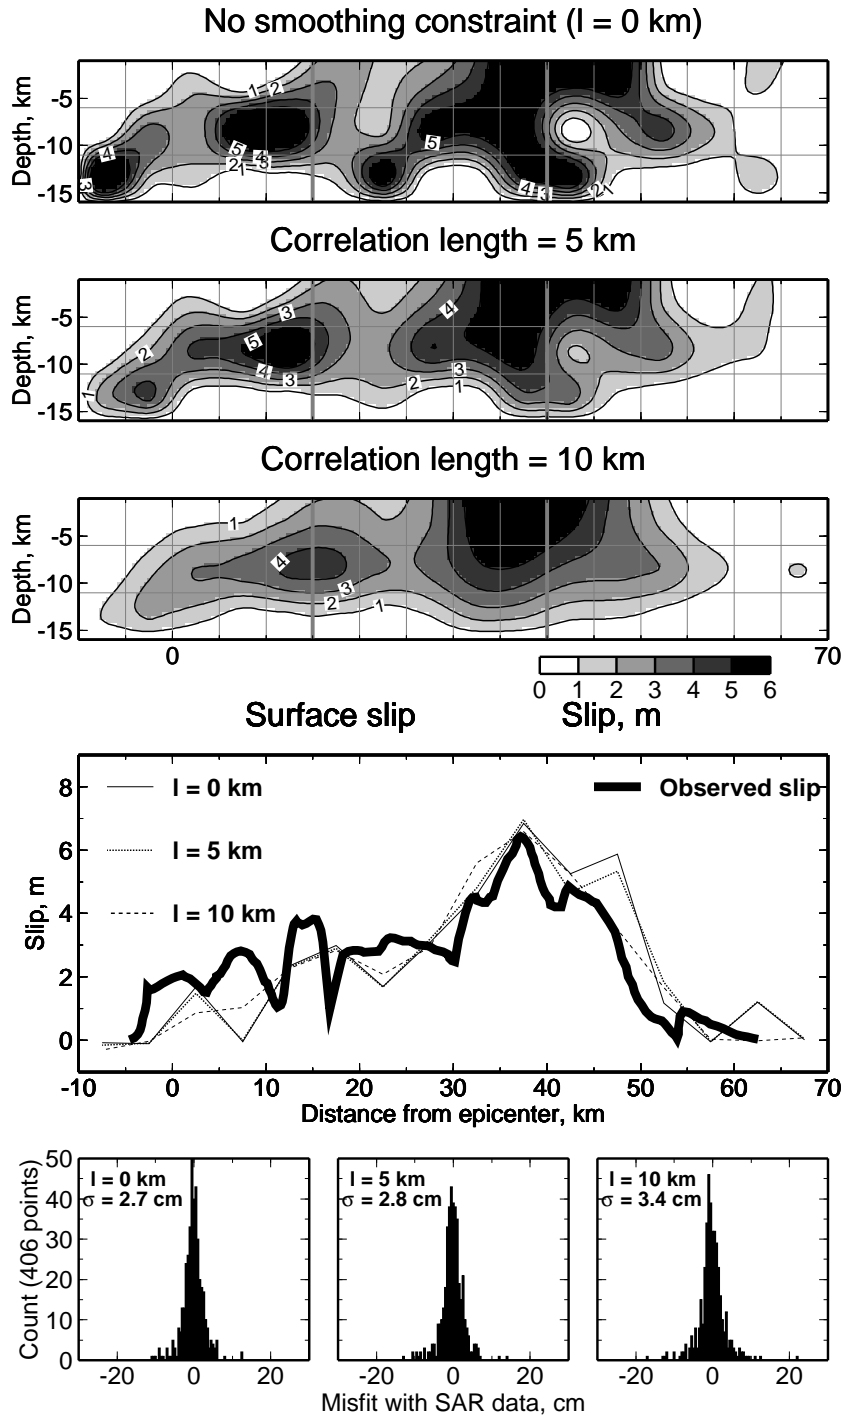 No smoothing constraint (l = 0 km)
Depth, km
-5
-10
-15
1 2
4
3
5
4 3
2 1
5
4 3
2 1
Correlation length = 5 km
Depth, km
-5
-10
-15
1
2
3
5
4
3
4
3
2
1
Correlation length = 10 km
Depth, km
-5
-10
-15
1
4
3
2
1
0 70
0 1 2 3 4 5 6
Surface slip
Slip, m
Slip, m
8
6
4
2
0
l = 0 km
l = 5 km
l = 10 km
Observed slip
-10 0 10 20 30 40 50 60 70
Distance from epicenter, km
Count (406 points)
50
40
30
20
10
0
l = 0 km
σ = 2.7 cm
l = 5 km
σ = 2.8 cm
l = 10 km
σ = 3.4 cm
-20 0 20 -20 0 20 -20 0 20
Misfit with SAR data, cm